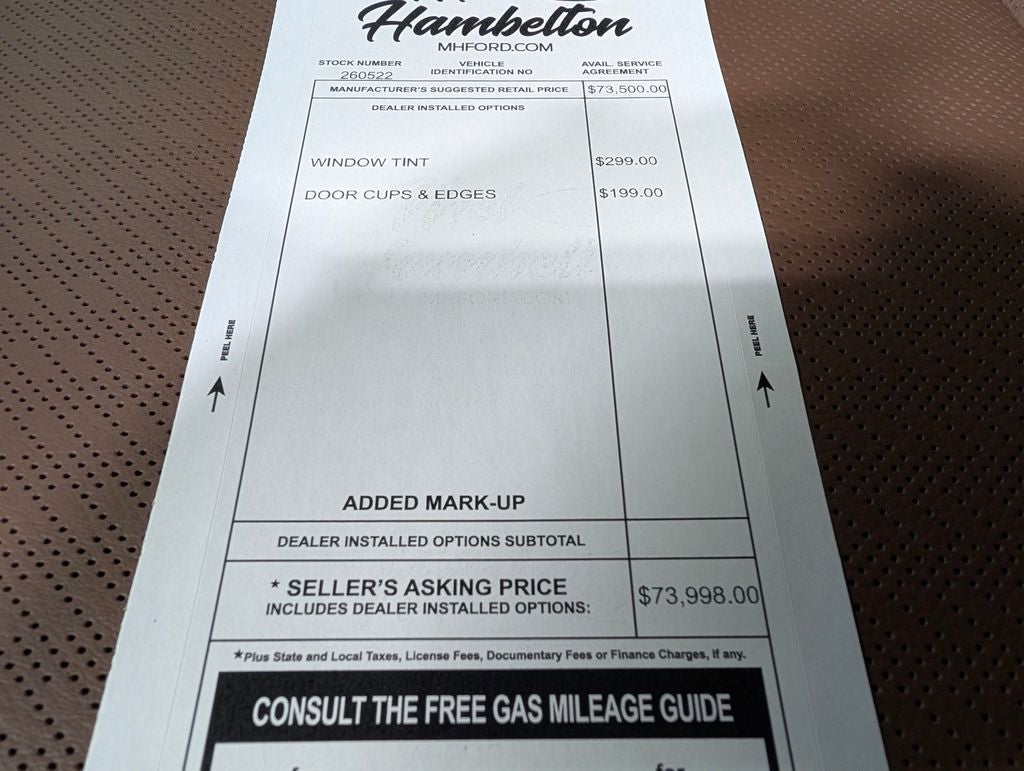 Hambelton
MHFORD.COM
STOCK NUMBER
260522
VEHICLE
IDENTIFICATION NO
AVAIL. SERVICE
AGREEMENT
MANUFACTURER'S SUGGESTED RETAIL PRICE $73,500.00
DEALER INSTALLED OPTIONS
WINDOW TINT $299.00
DOOR CUPS & EDGES $199.00
MHFORD.COM
PEEL HERE
PEEL HERE
ADDED MARK-UP
DEALER INSTALLED OPTIONS SUBTOTAL
* SELLER'S ASKING PRICE
INCLUDES DEALER INSTALLED OPTIONS:
$73,998.00
*Plus State and Local Taxes, License Fees, Documentary Fees or Finance Charges, if any.
CONSULT THE FREE GAS MILEAGE GUIDE